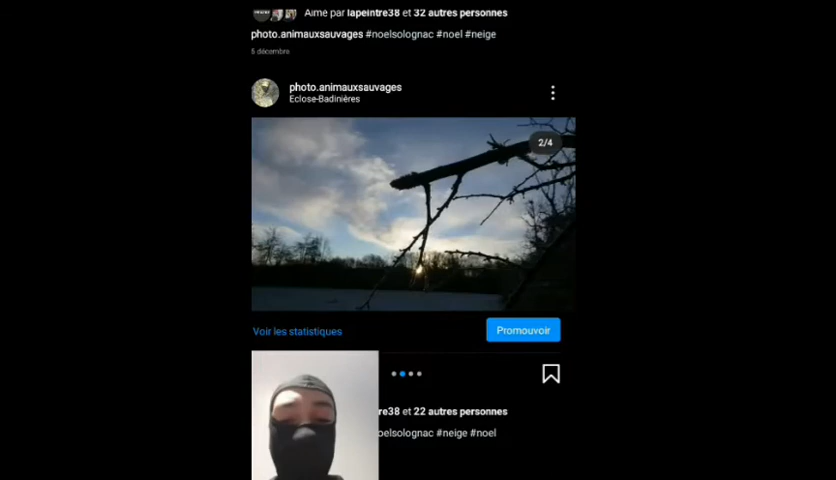 Aimé par lapeintre38 et 32 autres personnes
photo.animauxsauvages #noelsolognac #noel #neige
5 décembre
photo.animauxsauvages
Eclose-Badinières
2/4
Voir les statistiques
Promouvoir
re38 et 22 autres personnes
oelsolognac #neige #noel